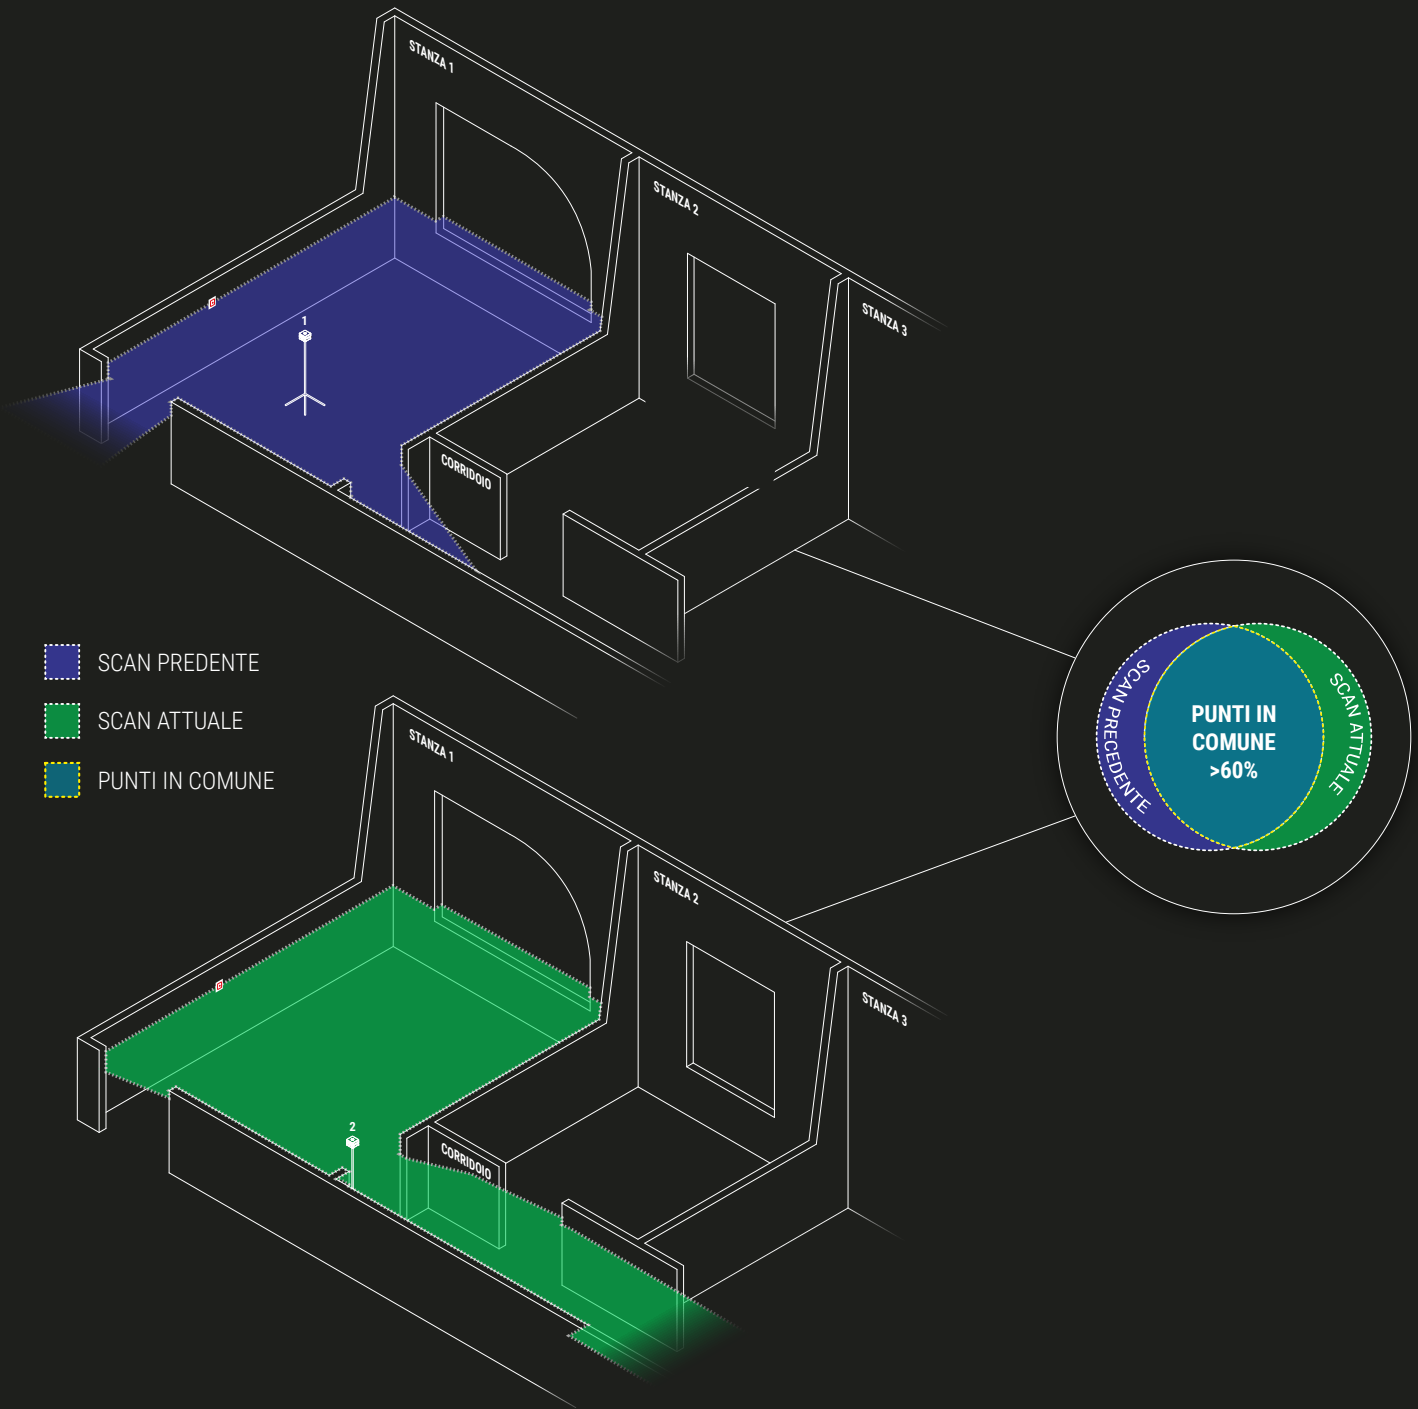 STANZA 1
STANZA 2
STANZA 3
1
CORRIDOIO
SCAN PREDENTE
SCAN ATTUALE
PUNTI IN COMUNE
SCAN PRECEDENTE
PUNTI IN
COMUNE
>60%
SCAN ATTUALE
STANZA 1
STANZA 2
STANZA 3
2
CORRIDOIO